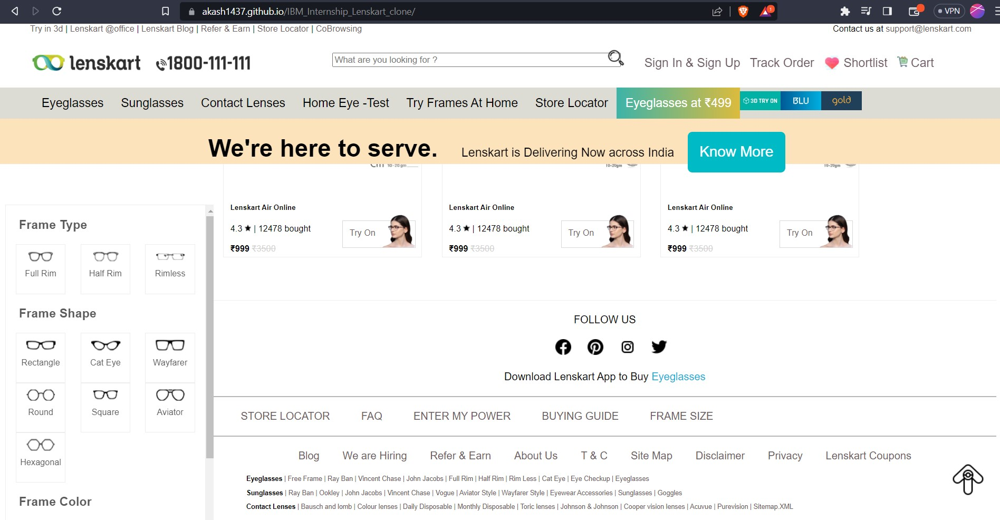 akash1437.github.io/IBM_Internship_Lenskart_clone/
1
VPN
Try in 3d | Lenskart @office | Lenskart Blog | Refer & Earn | Store Locator | CoBrowsing
Contact us at support@lenskart.com
lenskart 1800-111-111
What are you looking for ?
Sign In & Sign Up Track Order Shortlist Cart
Eyeglasses Sunglasses Contact Lenses Home Eye -Test Try Frames At Home Store Locator Eyeglasses at ₹499 3D TRY ON BLU gold
We're here to serve. Lenskart is Delivering Now across India Know More
10-20gm 10-20gm 10-20gm
Lenskart Air Online Lenskart Air Online Lenskart Air Online
4.3 ★ | 12478 bought Try On 4.3 ★ | 12478 bought Try On 4.3 ★ | 12478 bought Try On
₹999 ₹3500 ₹999 ₹3500 ₹999 ₹3500
Frame Type
Full Rim Half Rim Rimless
Frame Shape
Rectangle Cat Eye Wayfarer
Round Square Aviator
Hexagonal
Frame Color
FOLLOW US
Download Lenskart App to Buy Eyeglasses
STORE LOCATOR FAQ ENTER MY POWER BUYING GUIDE FRAME SIZE
Blog We are Hiring Refer & Earn About Us T & C Site Map Disclaimer Privacy Lenskart Coupons
Eyeglasses | Free Frame | Ray Ban | Vincent Chase | John Jacobs | Full Rim | Half Rim | Rim Less | Cat Eye | Eye Checkup | Eyeglasses
Sunglasses | Ray Ban | Ookley | John Jacobs | Vincent Chase | Vogue | Aviator Style | Wayfarer Style | Eyewear Accessories | Sunglasses | Goggles
Contact Lenses | Bausch and lomb | Colour lenses | Daily Disposable | Monthly Disposable | Toric lenses | Johnson & Johnson | Cooper vision lenses | Acuvue | Purevision | Sitemap.XML